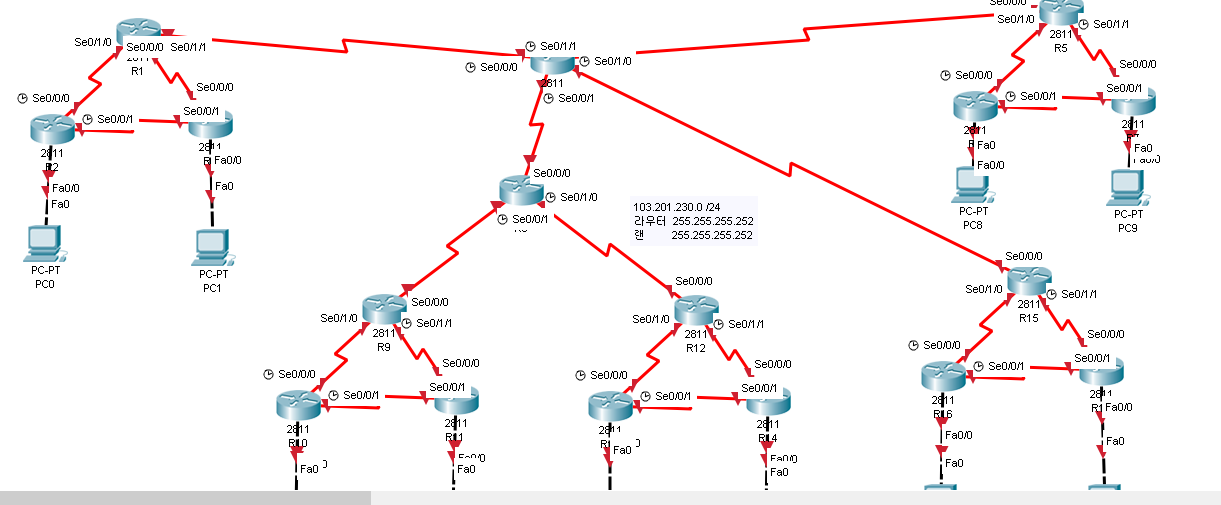 Se0/0/0
Se0/1/0
Se0/1/1
2811
R5
Se0/1/0
Se0/0/0
Se0/1/1
R1
Se0/0/0
Se0/1/1
Se0/1/0
2811
Se0/0/1
Se0/0/0
Se0/0/0
Se0/0/1
Se0/0/1
2811
R2
Fa0/0
Fa0/0
Fa0
Fa0
PC-PT
PC0
PC-PT
PC1
Se0/0/0
Se0/0/1
Se0/0/1
2811
Fa0
Fa0
Fa0/0
PC-PT
PC8
PC-PT
PC9
Se0/0/0
Se0/1/0
Se0/0/1
103.201.230.0 /24
라우터 255.255.255.252
랜 255.255.255.252
Se0/0/0
Se0/1/0
Se0/1/1
2811
R9
Se0/0/0
Se0/0/0
Se0/0/1
Se0/0/1
2811
R10
2811
R11
Fa0
Fa0/0
Fa0
Se0/0/0
Se0/1/0
Se0/1/1
2811
R12
Se0/0/0
Se0/0/0
Se0/0/1
Se0/0/1
2811
2811
R14
Fa0
Fa0/0
Fa0
Se0/0/0
Se0/1/0
Se0/1/1
2811
R15
Se0/0/0
Se0/0/0
Se0/0/1
Se0/0/1
2811
R16
2811
Fa0/0
Fa0/0
Fa0
Fa0